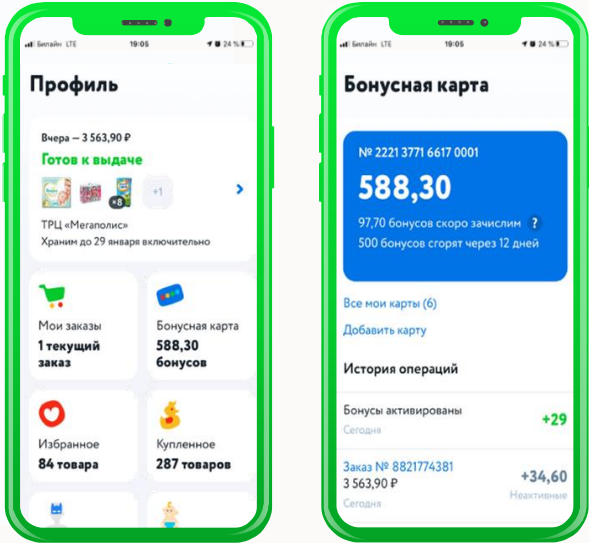 Билайн LTE 19:05 24 %
Профиль
Вчера — 3 563,90 ₽
Готов к выдаче
×8
+1
ТРЦ «Мегаполис»
Храним до 29 января включительно
Мои заказы
1 текущий
заказ
Бонусная карта
588,30
бонусов
Избранное
84 товара
Купленное
287 товаров
Билайн LTE 19:05 24 %
Бонусная карта
№ 2221 3771 6617 0001
588,30
97,70 бонусов скоро зачислим ?
500 бонусов сгорят через 12 дней
Все мои карты (6)
Добавить карту
История операций
Бонусы активированы
+29
Сегодня
Заказ № 8821774381
3 563,90 ₽
+34,60
Неактивные
Сегодня